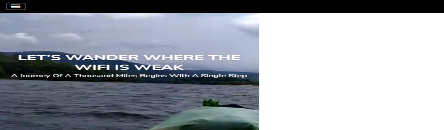 LET'S WANDER WHERE THE
WIFI IS WEAK
A Journey Of A Thousand Miles Begins With A Single Step